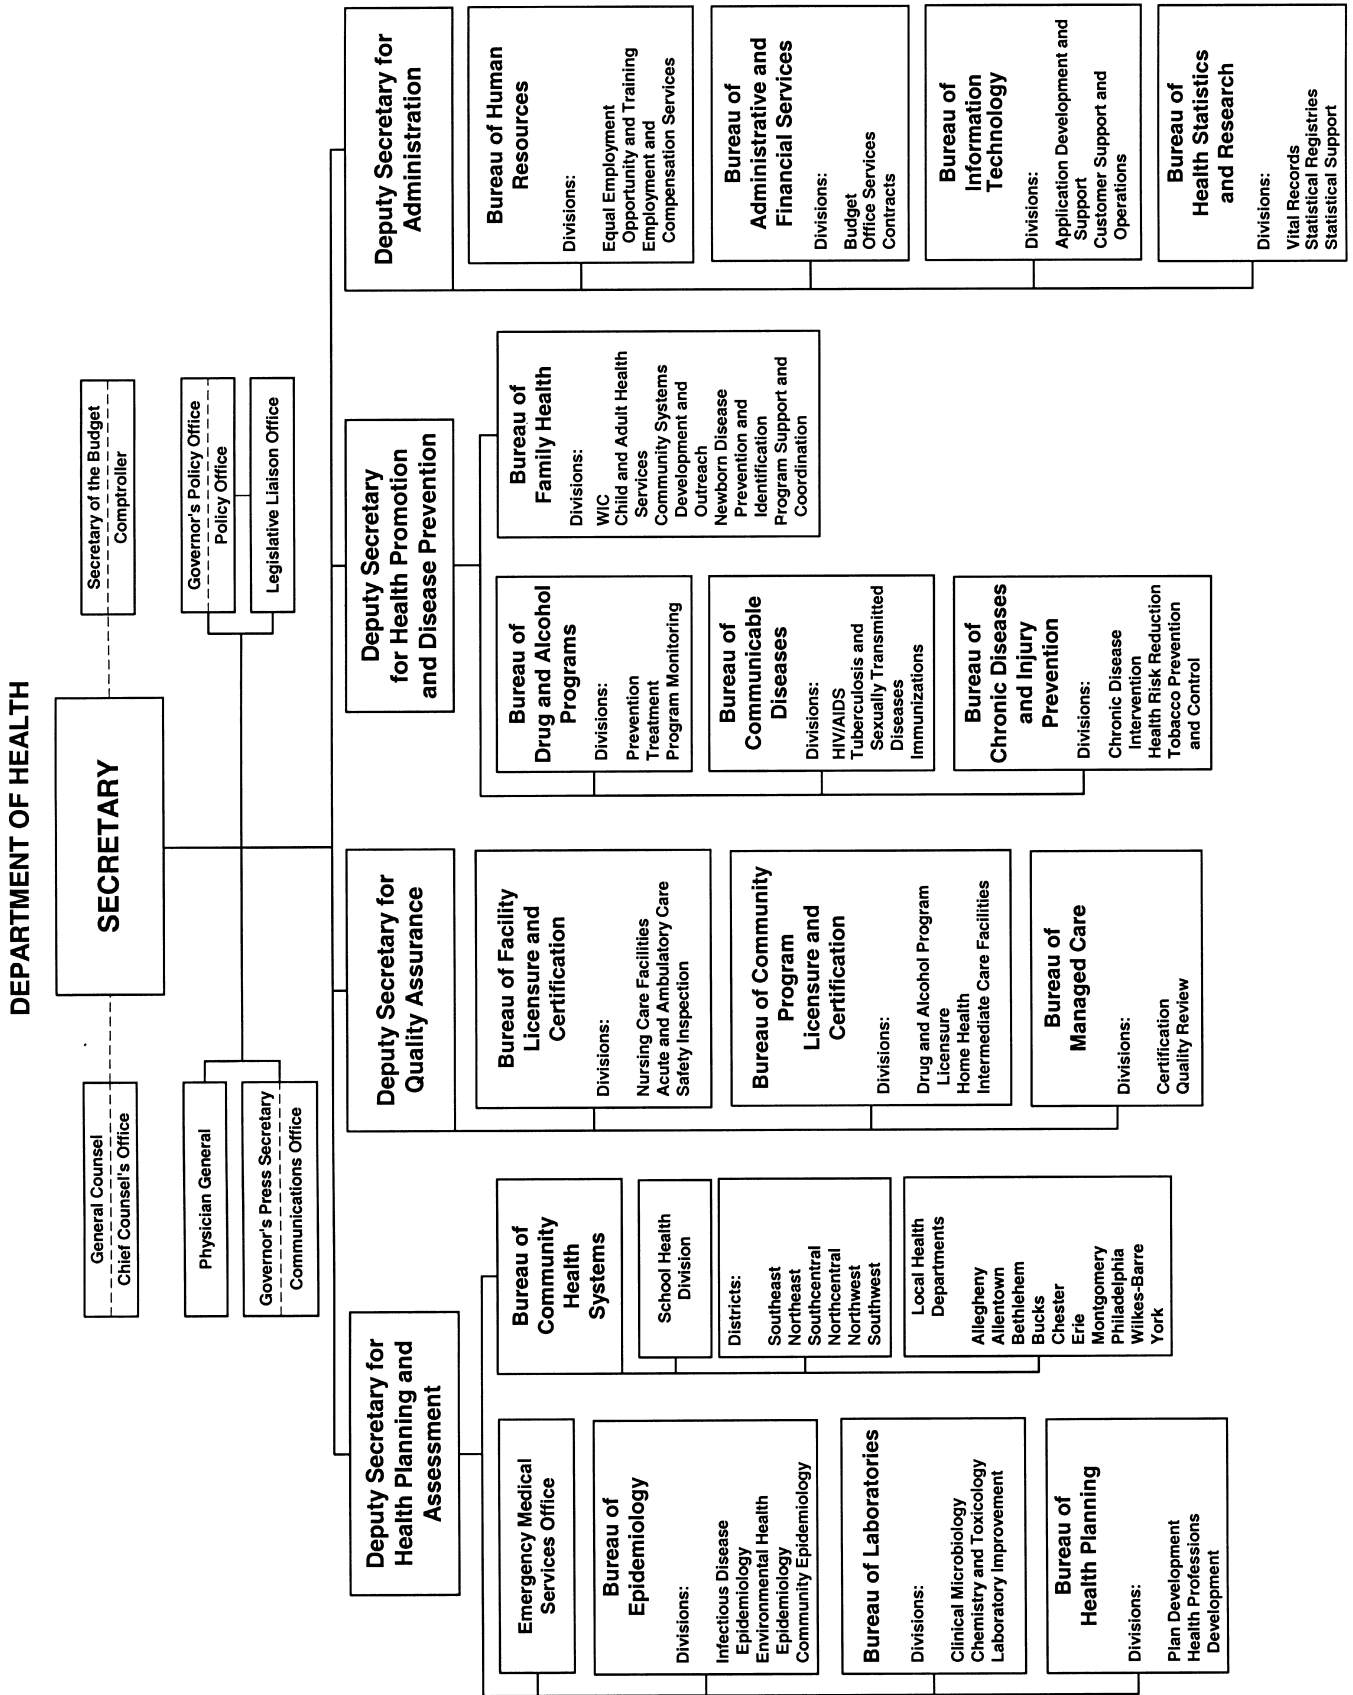 DEPARTMENT OF HEALTH
SECRETARY
General Counsel
Chief Counsel's Office
Secretary of the Budget
Comptroller
Physician General
Governor's Press Secretary
Communications Office
Governor's Policy Office
Policy Office
Legislative Liaison Office
Deputy Secretary for
Health Planning and
Assessment
Emergency Medical
Services Office
Bureau of
Epidemiology
Divisions:
Infectious Disease
Epidemiology
Environmental Health
Epidemiology
Community Epidemiology
Bureau of Laboratories
Divisions:
Clinical Microbiology
Chemistry and Toxicology
Laboratory Improvement
Bureau of
Health Planning
Divisions:
Plan Development
Health Professions
Development
Bureau of
Community
Health
Systems
School Health
Division
Districts:
Southeast
Northeast
Southcentral
Northcentral
Northwest
Southwest
Local Health
Departments
Allegheny
Allentown
Bethlehem
Bucks
Chester
Erie
Montgomery
Philadelphia
Wilkes-Barre
York
Deputy Secretary for
Quality Assurance
Bureau of Facility
Licensure and
Certification
Divisions:
Nursing Care Facilities
Acute and Ambulatory Care
Safety Inspection
Bureau of Community
Program
Licensure and
Certification
Divisions:
Drug and Alcohol Program
Licensure
Home Health
Intermediate Care Facilities
Bureau of
Managed Care
Divisions:
Certification
Quality Review
Deputy Secretary
for Health Promotion
and Disease Prevention
Bureau of
Drug and Alcohol
Programs
Divisions:
Prevention
Treatment
Program Monitoring
Bureau of
Communicable
Diseases
Divisions:
HIV/AIDS
Tuberculosis and
Sexually Transmitted
Diseases
Immunizations
Bureau of
Chronic Diseases
and Injury
Prevention
Divisions:
Chronic Disease
Intervention
Health Risk Reduction
Tobacco Prevention
and Control
Bureau of
Family Health
Divisions:
WIC
Child and Adult Health
Services
Community Systems
Development and
Outreach
Newborn Disease
Prevention and
Identification
Program Support and
Coordination
Deputy Secretary for
Administration
Bureau of Human
Resources
Divisions:
Equal Employment
Opportunity and Training
Employment and
Compensation Services
Bureau of
Administrative and
Financial Services
Divisions:
Budget
Office Services
Contracts
Bureau of
Information
Technology
Divisions:
Application Development and
Support
Customer Support and
Operations
Bureau of
Health Statistics
and Research
Divisions:
Vital Records
Statistical Registries
Statistical Support